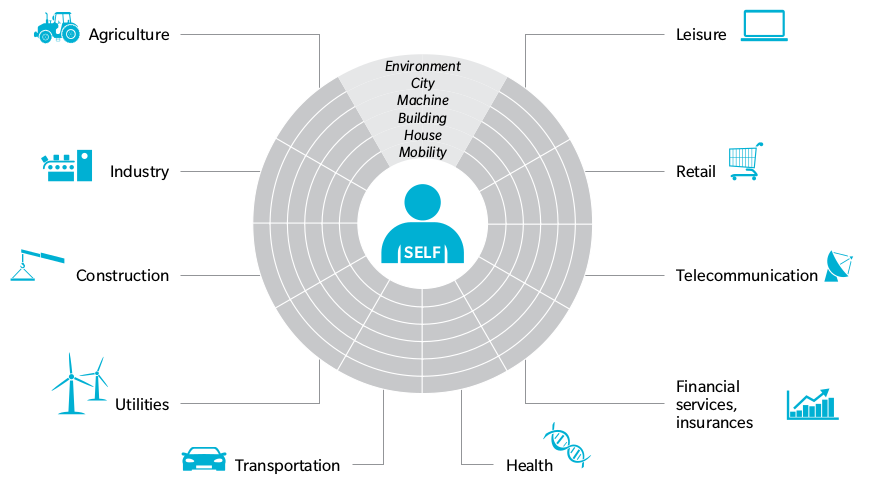 Agriculture
Leisure
Environment
City
Machine
Building
House
Mobility
Industry
Retail
SELF
Construction
Telecommunication
Utilities
Financial
services,
insurances
Transportation
Health